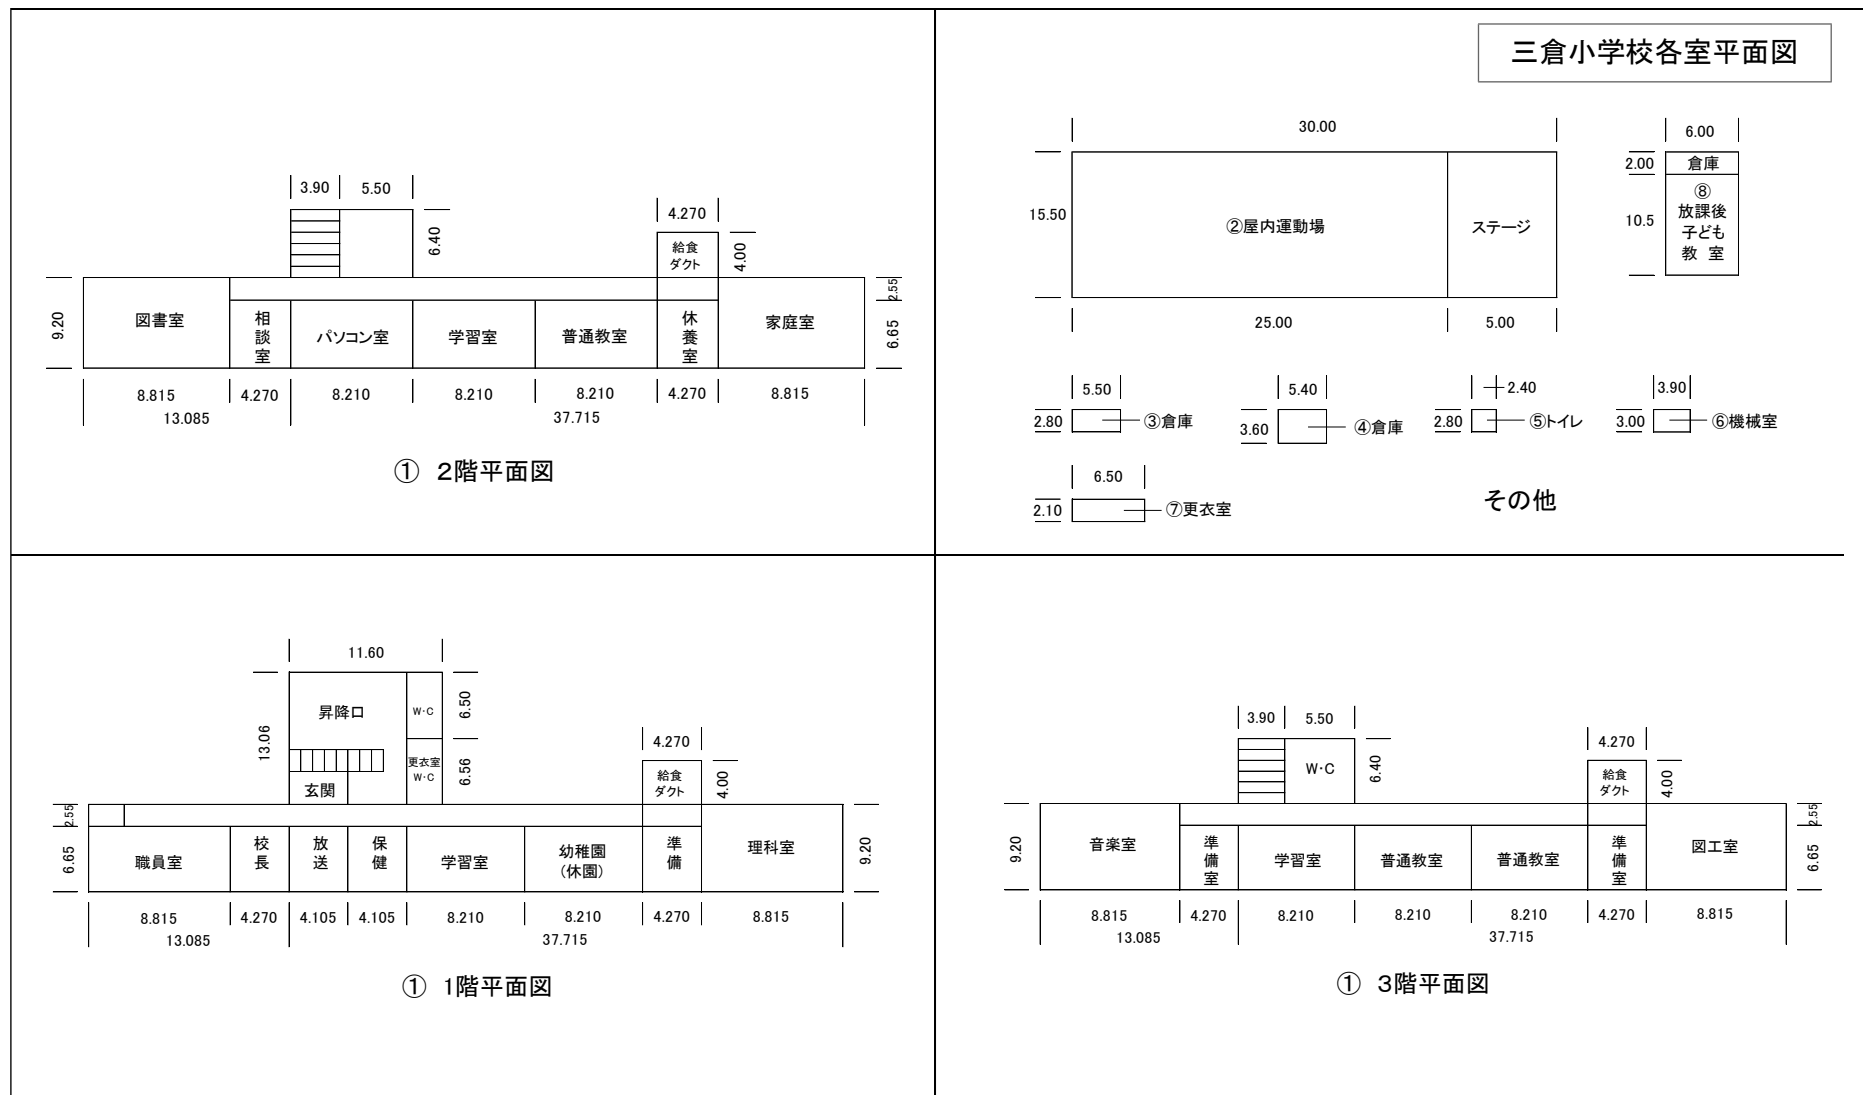 三倉小学校各室平面図
3.90
5.50
6.40
4.270
給食
ダクト
4.00
2.55
6.65
9.20
図書室
相談室
パソコン室
学習室
普通教室
休養室
家庭室
8.815
4.270
8.210
8.210
8.210
4.270
8.815
13.085
37.715
① 2階平面図
30.00
15.50
②屋内運動場
ステージ
25.00
5.00
6.00
2.00
倉庫
10.5
⑧
放課後
子ども
教 室
5.50
2.80
③倉庫
5.40
3.60
④倉庫
2.40
2.80
⑤トイレ
3.90
3.00
⑥機械室
6.50
2.10
⑦更衣室
その他
11.60
13.06
昇降口
W・C
6.50
更衣室
W・C
6.56
玄関
4.270
給食
ダクト
4.00
2.55
6.65
9.20
職員室
校長
放送
保健
学習室
幼稚園
(休園)
準備
理科室
8.815
4.270
4.105
4.105
8.210
8.210
4.270
8.815
13.085
37.715
① 1階平面図
3.90
5.50
W・C
6.40
4.270
給食
ダクト
4.00
2.55
6.65
9.20
音楽室
準備室
学習室
普通教室
普通教室
準備室
図工室
8.815
4.270
8.210
8.210
8.210
4.270
8.815
13.085
37.715
① 3階平面図